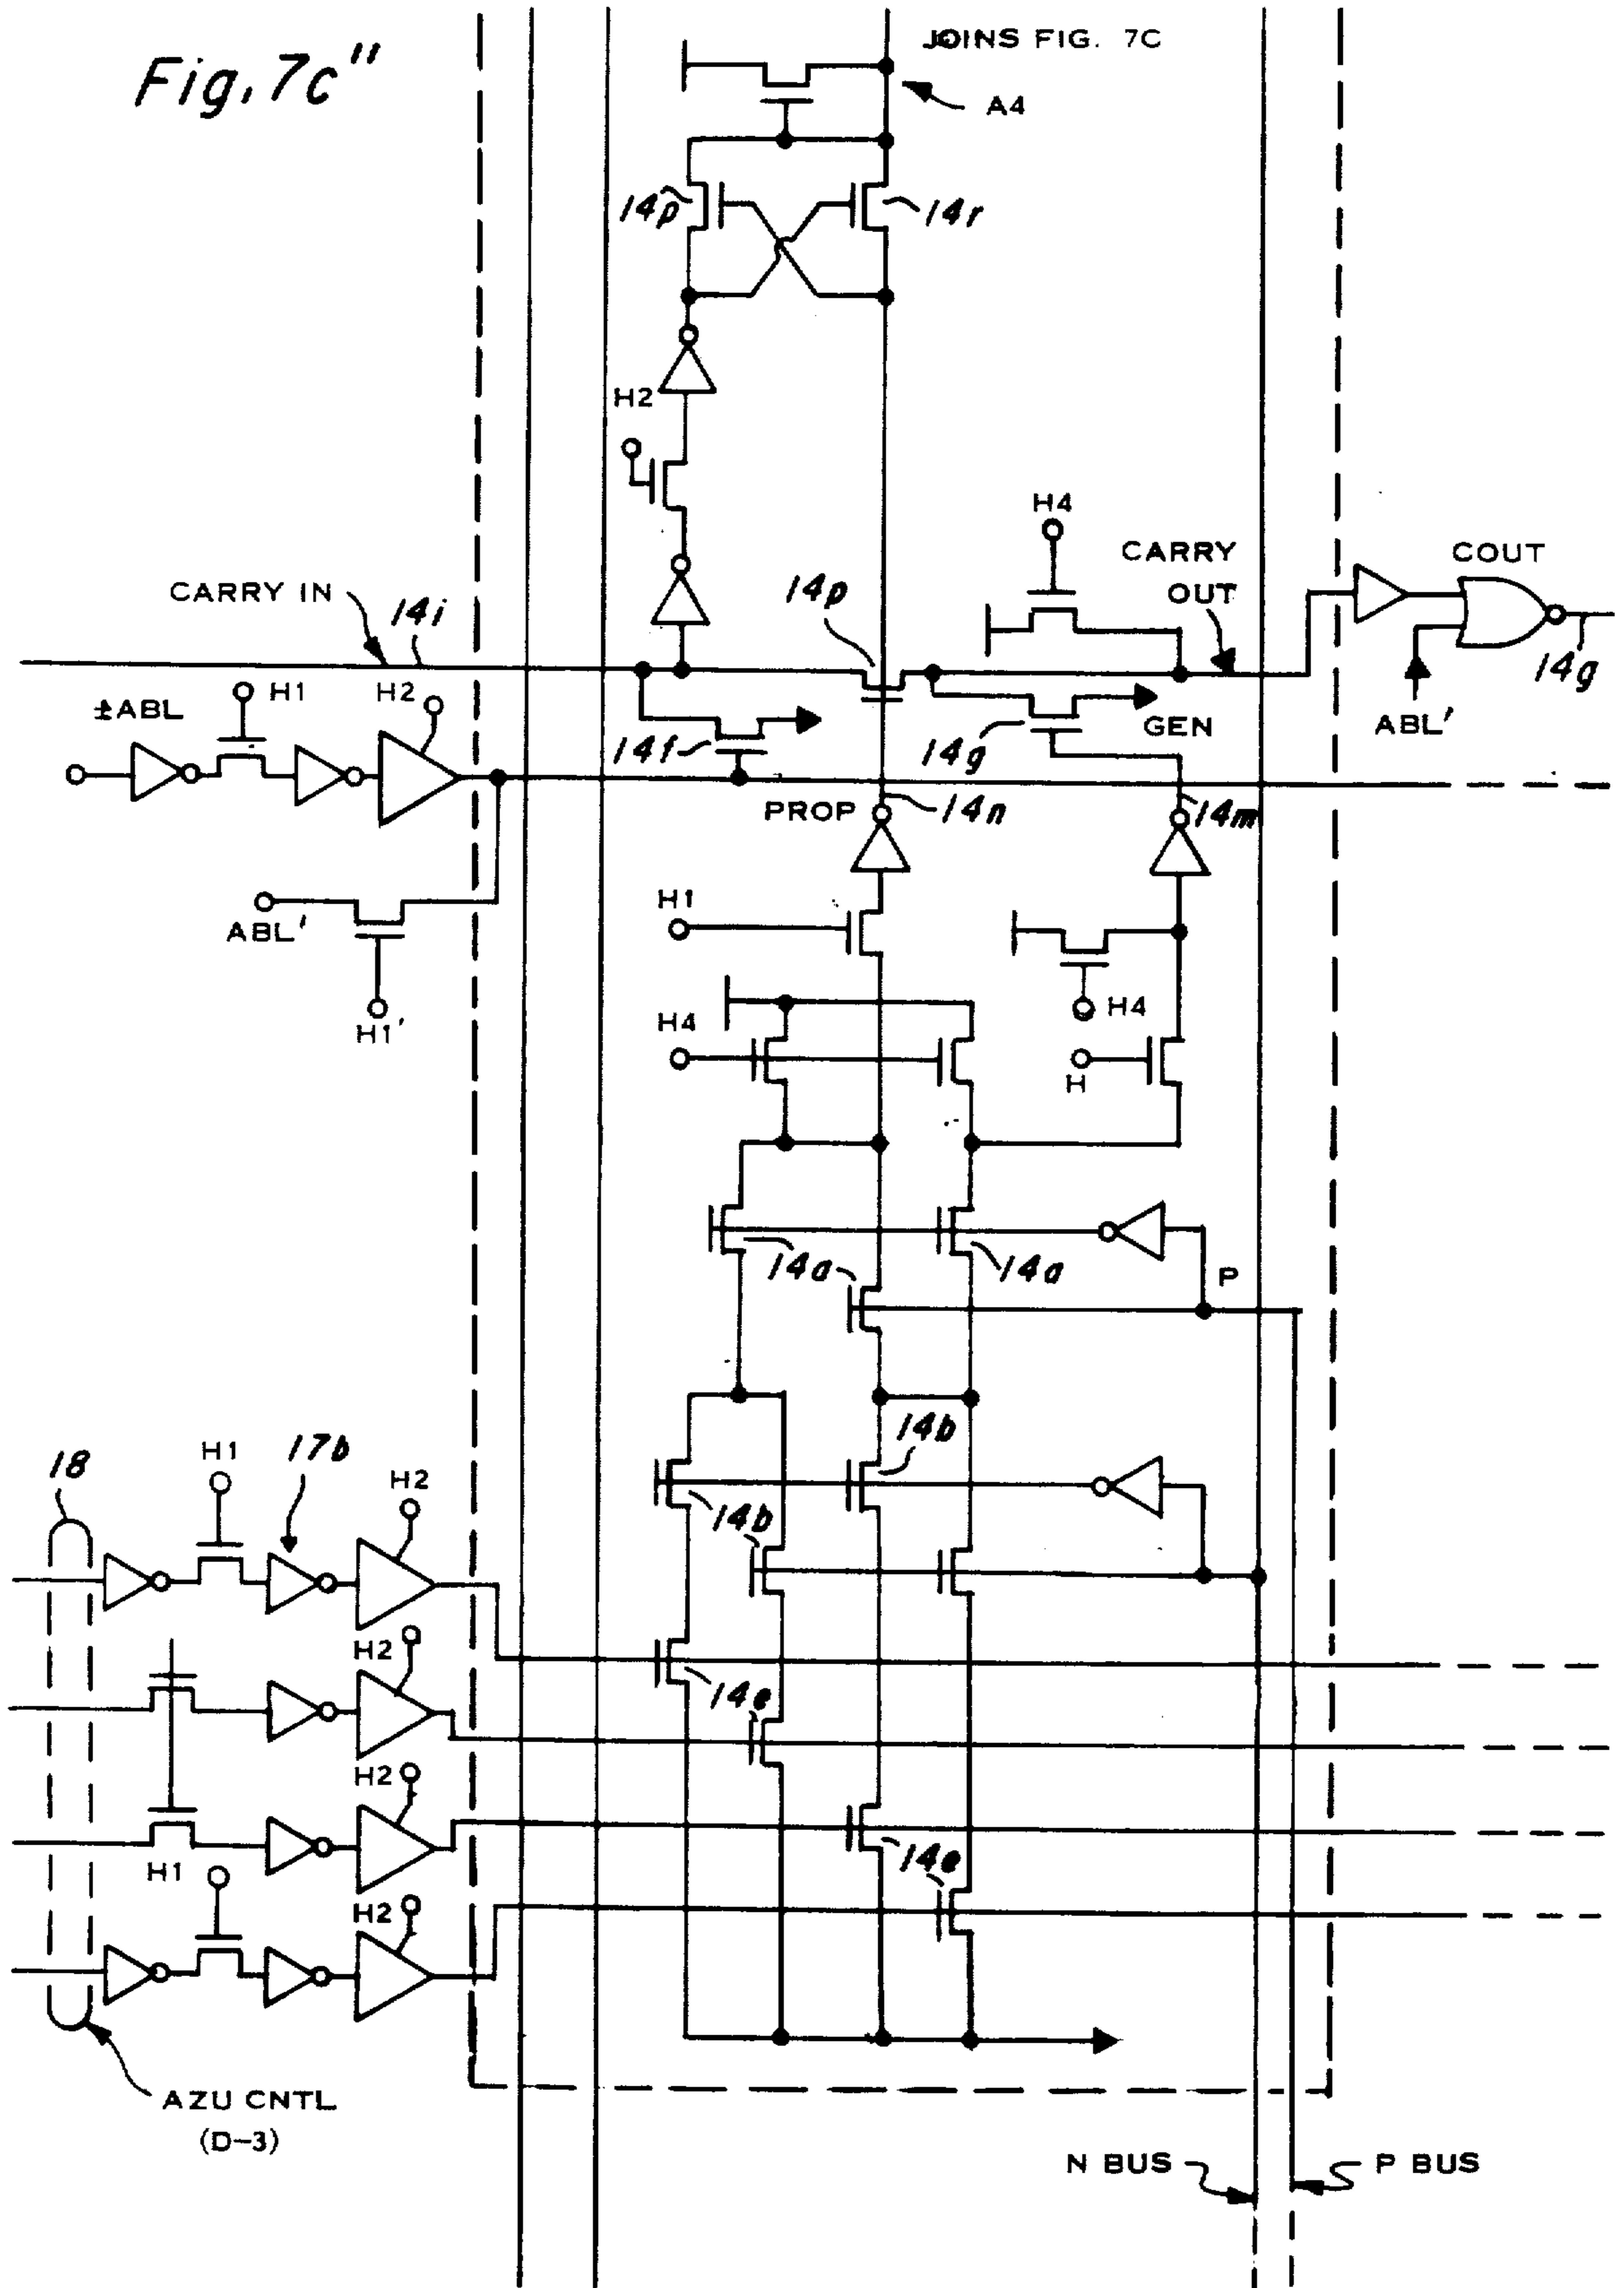 Fig. 7c"
JOINS FIG. 7C
A4
14p
14r
H2
H4
CARRY OUT
COUT
CARRY IN
14i
14p
±ABL
H1
H2
14f
14g
GEN
ABL'
14g
PROP
14n
14m
ABL'
H1'
H1
H4
H4
H
14a
14a
P
18
H1
17b
H2
14b
14b
H2
14e
H2
H1
14e
H2
AZU CNTL
(D-3)
N BUS
P BUS